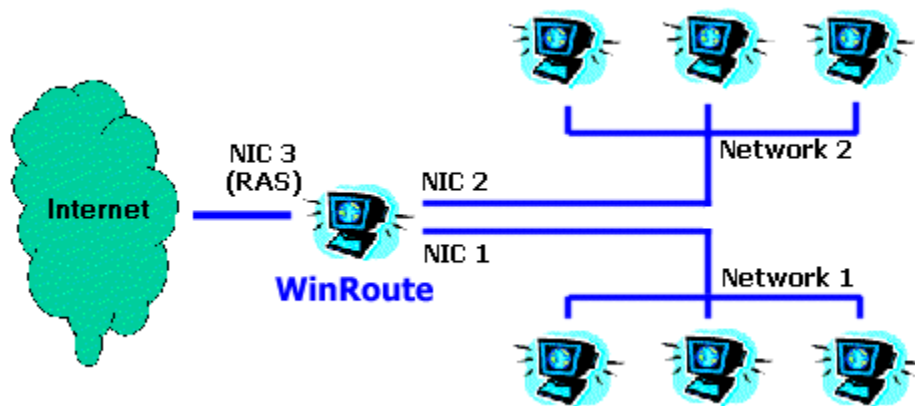 Internet
NIC 3
(RAS)
WinRoute
NIC 2
NIC 1
Network 2
Network 1